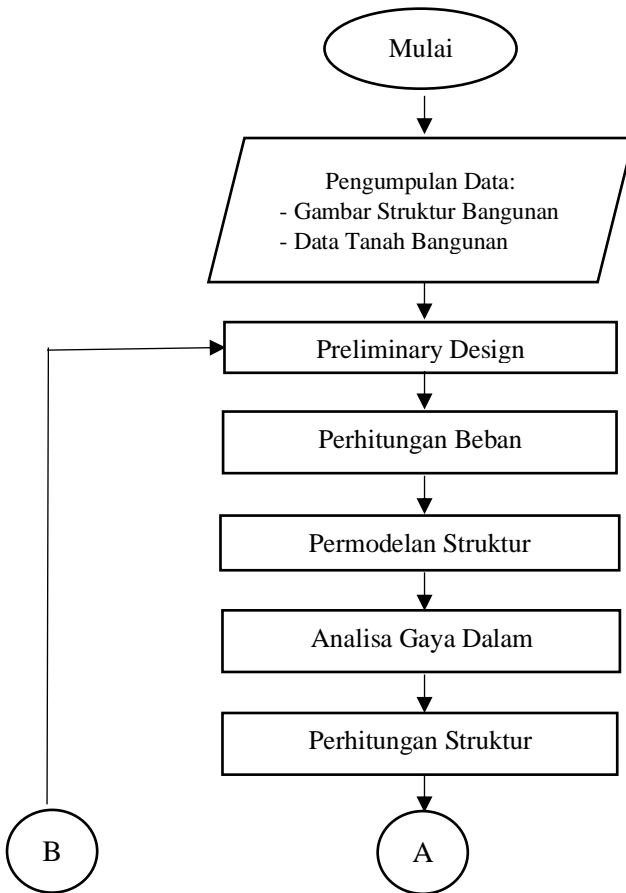 Mulai
Pengumpulan Data:
- Gambar Struktur Bangunan
- Data Tanah Bangunan
Preliminary Design
Perhitungan Beban
Permodelan Struktur
Analisa Gaya Dalam
Perhitungan Struktur
B
A